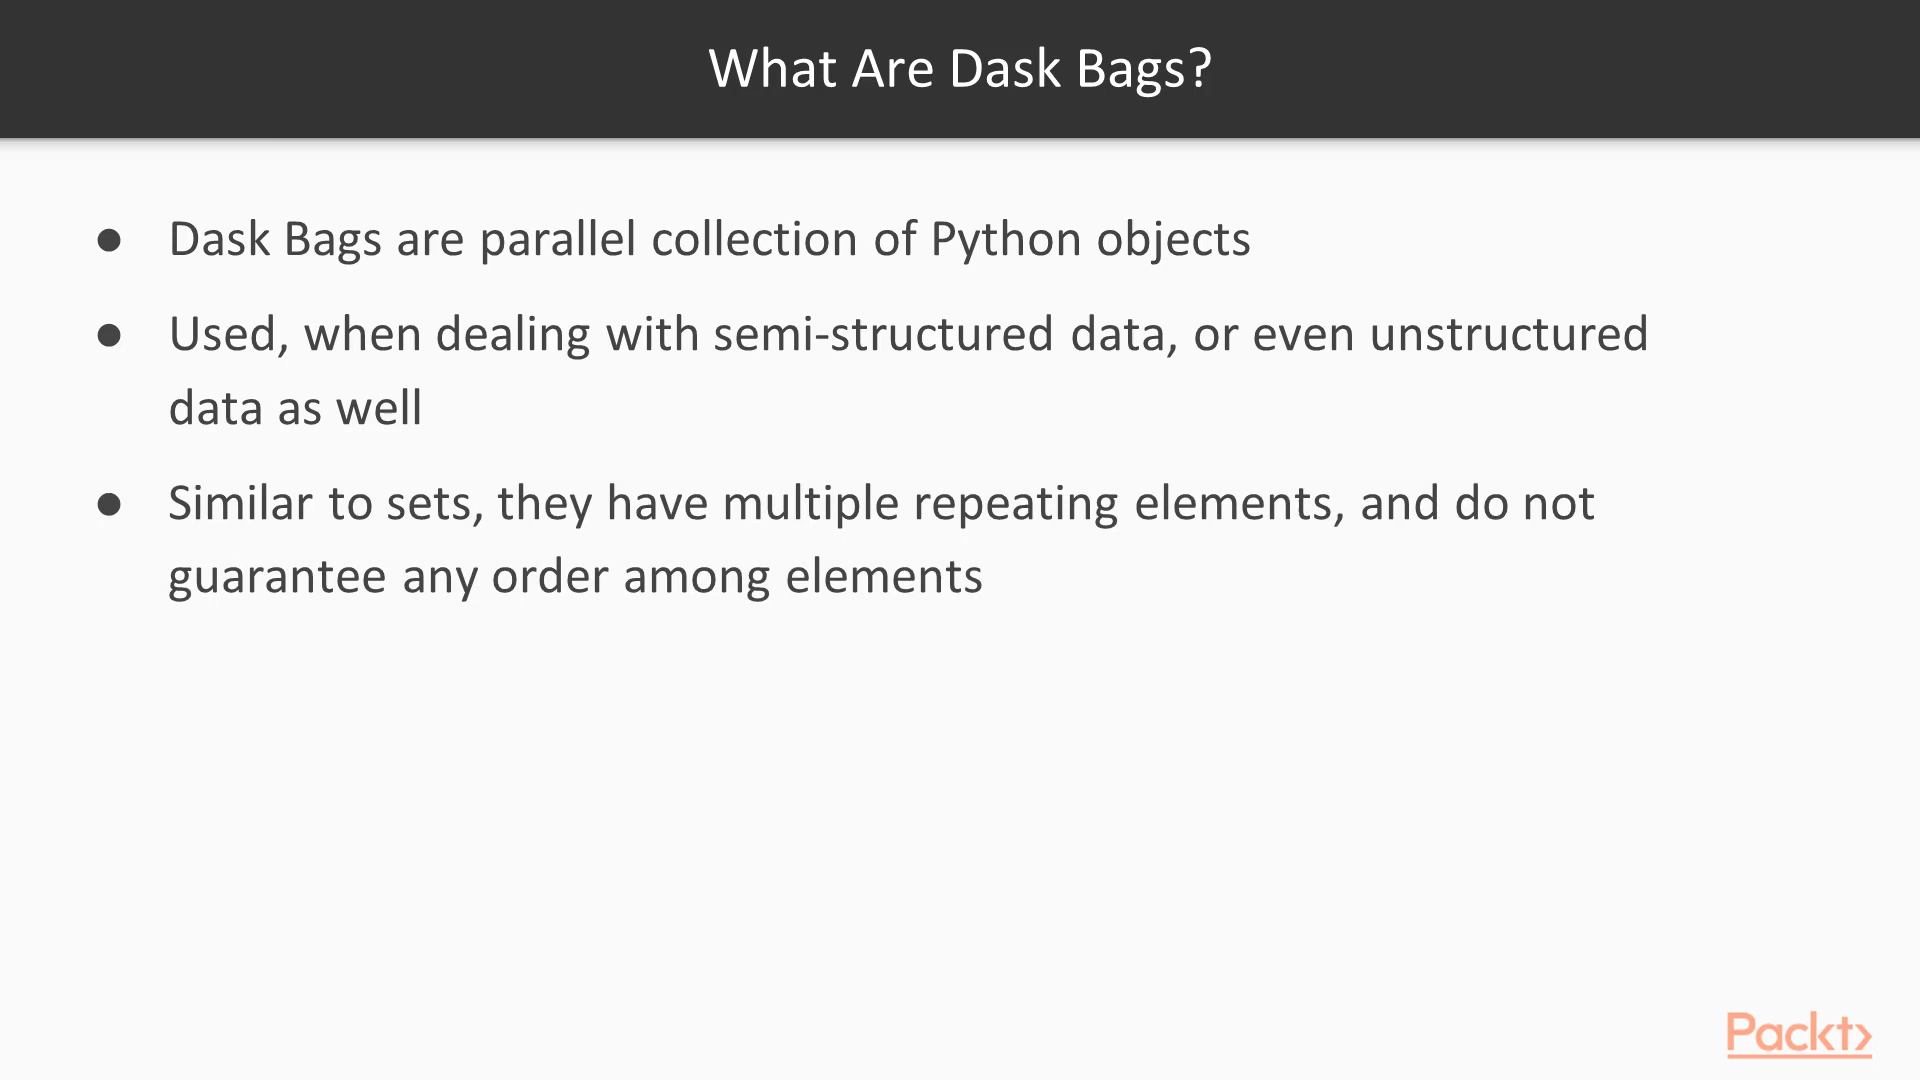 What Are Dask Bags?
● Dask Bags are parallel collection of Python objects
● Used, when dealing with semi-structured data, or even unstructured
data as well
● Similar to sets, they have multiple repeating elements, and do not
guarantee any order among elements
Packt>